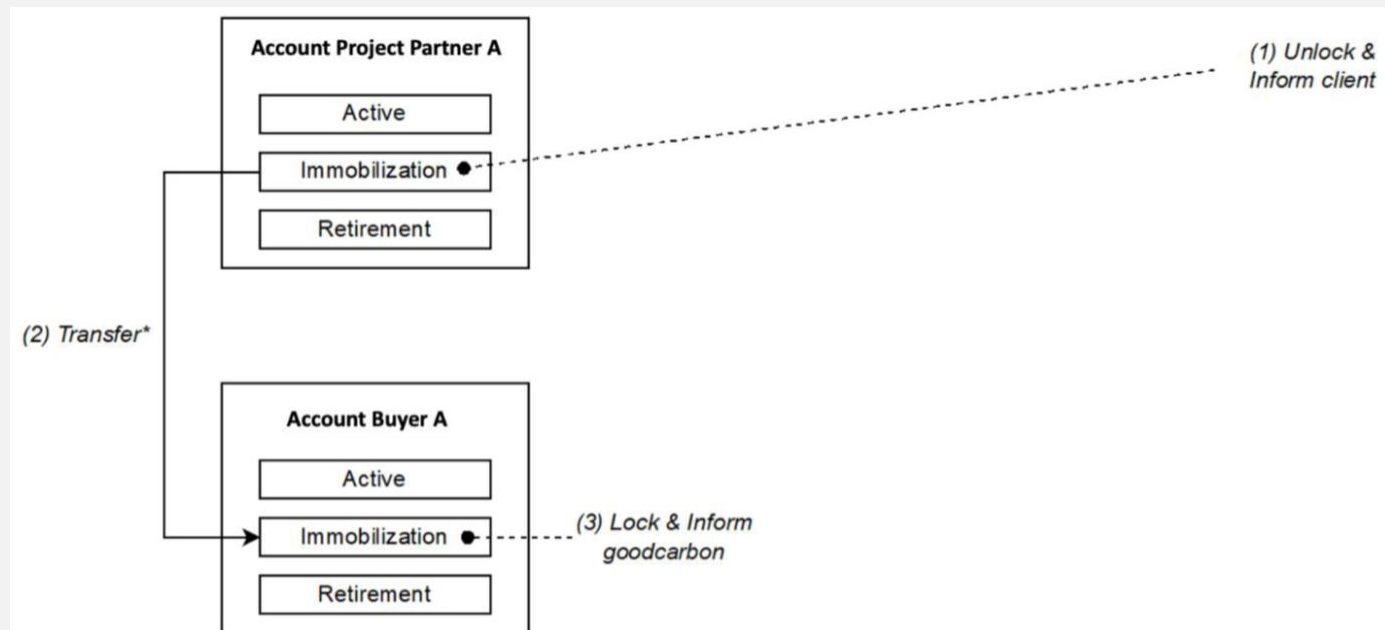 Account Project Partner A
(1) Unlock &
Inform client
Active
Immobilization
Retirement
(2) Transfer*
Account Buyer A
Active
Immobilization
(3) Lock & Inform
goodcarbon
Retirement